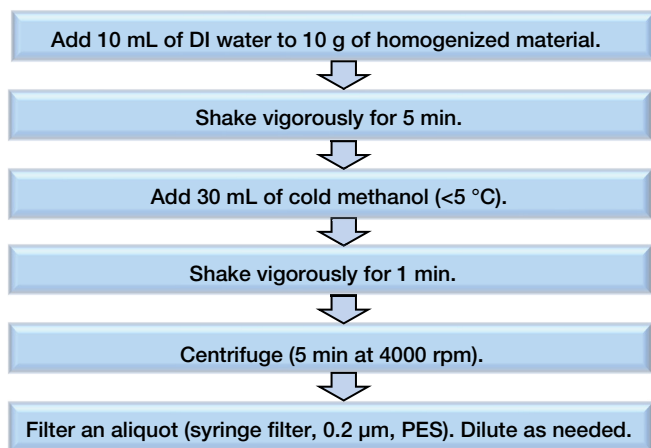 Add 10 mL of DI water to 10 g of homogenized material.
Shake vigorously for 5 min.
Add 30 mL of cold methanol (<5 °C).
Shake vigorously for 1 min.
Centrifuge (5 min at 4000 rpm).
Filter an aliquot (syringe filter, 0.2 µm, PES). Dilute as needed.